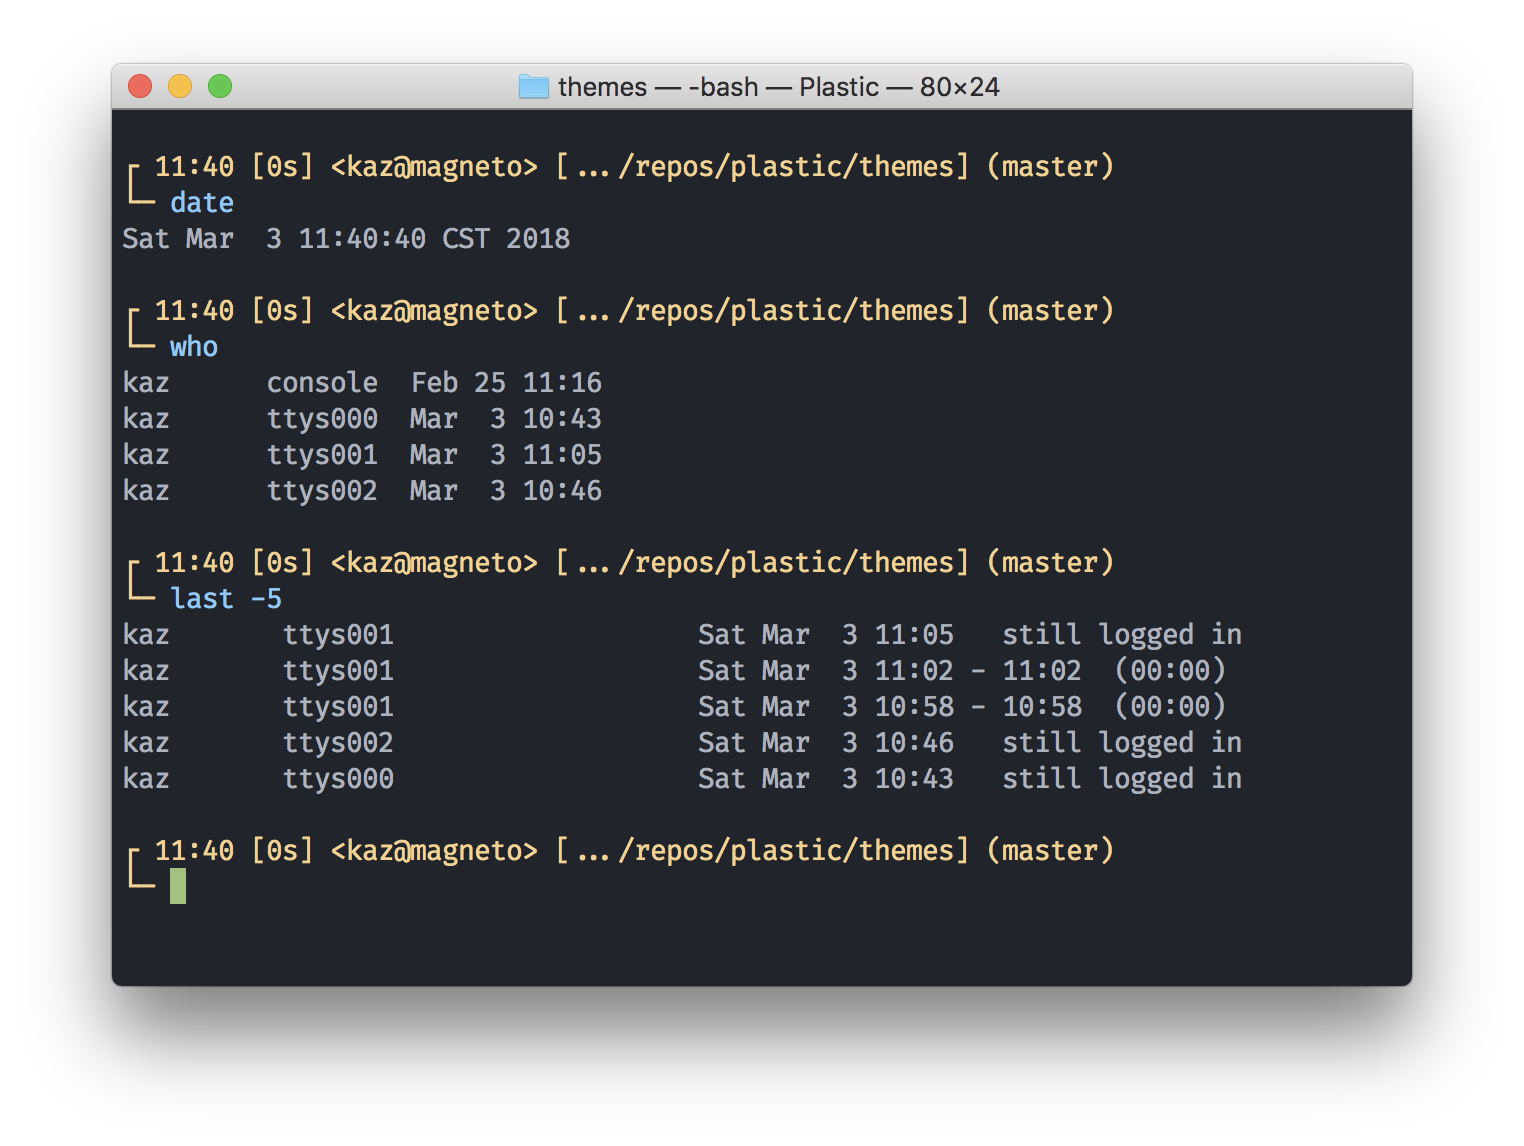 themes — -bash — Plastic — 80×24
┌ 11:40 [0s] <kaz@magneto> [.../repos/plastic/themes] (master)
└─ date
Sat Mar  3 11:40:40 CST 2018
┌ 11:40 [0s] <kaz@magneto> [.../repos/plastic/themes] (master)
└─ who
kaz      console  Feb 25 11:16
kaz      ttys000  Mar  3 10:43
kaz      ttys001  Mar  3 11:05
kaz      ttys002  Mar  3 10:46
┌ 11:40 [0s] <kaz@magneto> [.../repos/plastic/themes] (master)
└─ last -5
kaz       ttys001                   Sat Mar  3 11:05   still logged in
kaz       ttys001                   Sat Mar  3 11:02 - 11:02  (00:00)
kaz       ttys001                   Sat Mar  3 10:58 - 10:58  (00:00)
kaz       ttys002                   Sat Mar  3 10:46   still logged in
kaz       ttys000                   Sat Mar  3 10:43   still logged in
┌ 11:40 [0s] <kaz@magneto> [.../repos/plastic/themes] (master)
└─